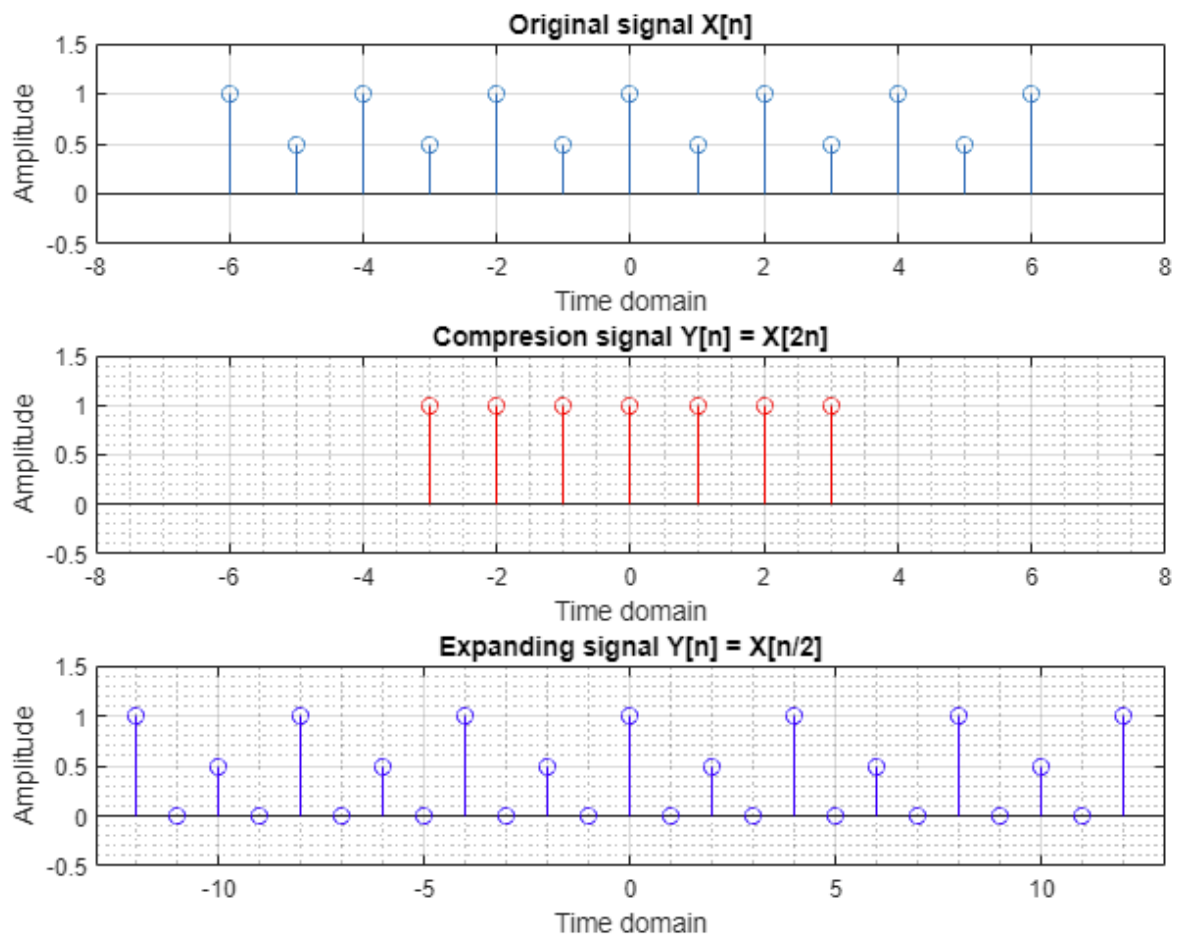 Original signal X[n]
1.5
1
0.5
0
-0.5
Amplitude
-8 -6 -4 -2 0 2 4 6 8
Time domain
Compresion signal Y[n] = X[2n]
1.5
1
0.5
0
-0.5
Amplitude
-8 -6 -4 -2 0 2 4 6 8
Time domain
Expanding signal Y[n] = X[n/2]
1.5
1
0.5
0
-0.5
Amplitude
-10 -5 0 5 10
Time domain